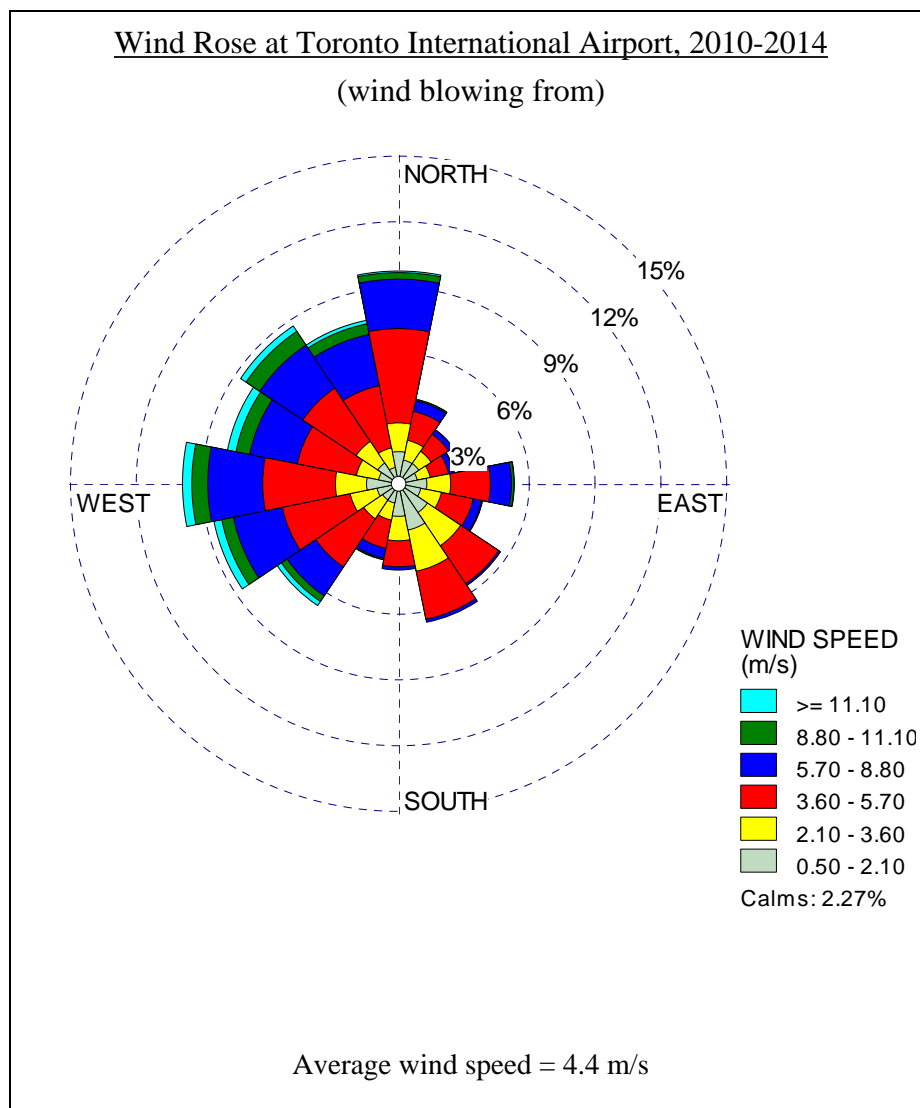 Wind Rose at Toronto International Airport, 2010-2014
(wind blowing from)
NORTH
15%
12%
9%
6%
3%
WEST
EAST
SOUTH
WIND SPEED
(m/s)
>= 11.10
8.80 - 11.10
5.70 - 8.80
3.60 - 5.70
2.10 - 3.60
0.50 - 2.10
Calms: 2.27%
Average wind speed = 4.4 m/s